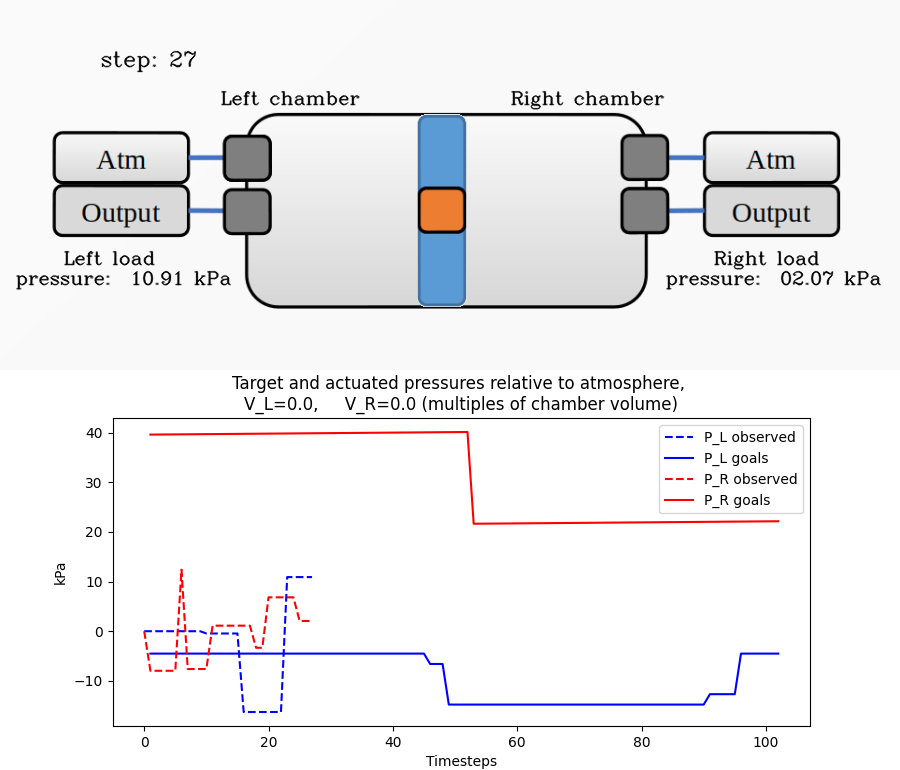 step: 27
Left chamber
Right chamber
Atm
Atm
Output
Output
Left load
pressure: 10.91 kPa
Right load
pressure: 02.07 kPa
Target and actuated pressures relative to atmosphere,
V_L=0.0, V_R=0.0 (multiples of chamber volume)
P_L observed
P_L goals
P_R observed
P_R goals
kPa
40
30
20
10
0
−10
0
20
40
60
80
100
Timesteps